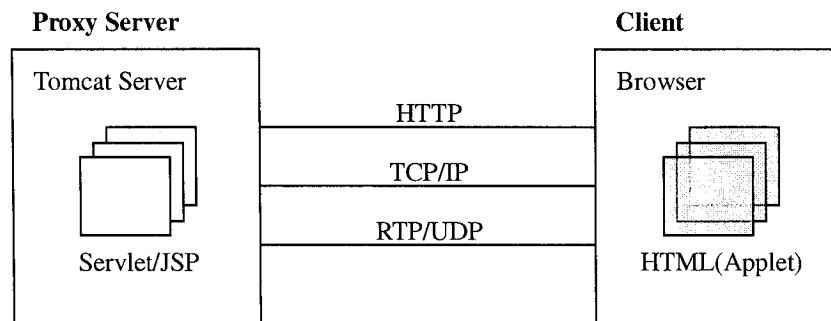 Proxy Server
Client
Tomcat Server
Browser
HTTP
TCP/IP
RTP/UDP
Servlet/JSP
HTML(Applet)